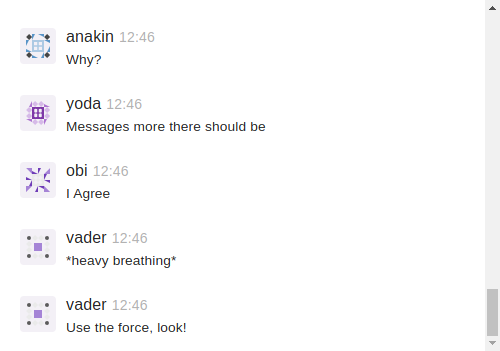 anakin 12:46
Why?
yoda 12:46
Messages more there should be
obi 12:46
I Agree
vader 12:46
*heavy breathing*
vader 12:46
Use the force, look!